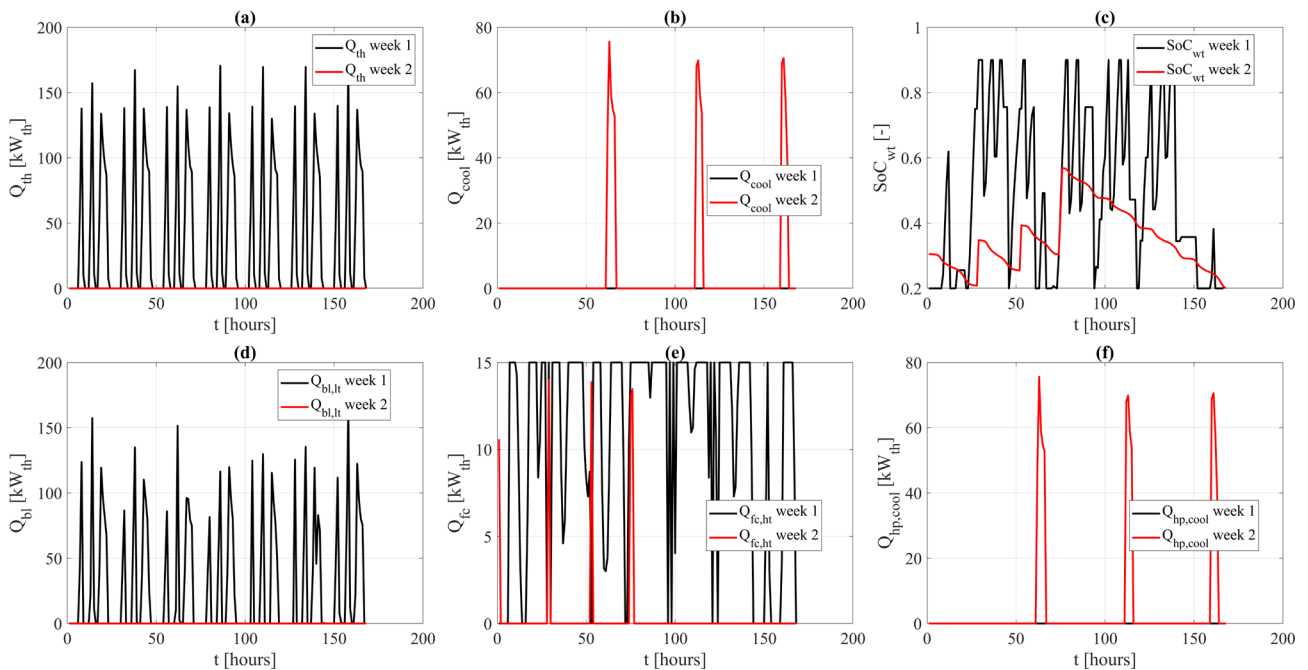 (a)
Q_th week 1
Q_th week 2
200
150
100
50
0
Q_th [kW_th]
0 50 100 150 200
t [hours]
(b)
Q_cool week 1
Q_cool week 2
80
60
40
20
0
Q_cool [kW_th]
0 50 100 150 200
t [hours]
(c)
SoC_wt week 1
SoC_wt week 2
1
0.8
0.6
0.4
0.2
SoC_wt [-]
0 50 100 150 200
t [hours]
(d)
Q_bl,lt week 1
Q_bl,lt week 2
200
150
100
50
0
Q_bl [kW_th]
0 50 100 150 200
t [hours]
(e)
Q_fc,ht week 1
Q_fc,ht week 2
15
10
5
0
Q_fc [kW_th]
0 50 100 150 200
t [hours]
(f)
Q_hp,cool week 1
Q_hp,cool week 2
80
60
40
20
0
Q_hp,cool [kW_th]
0 50 100 150 200
t [hours]